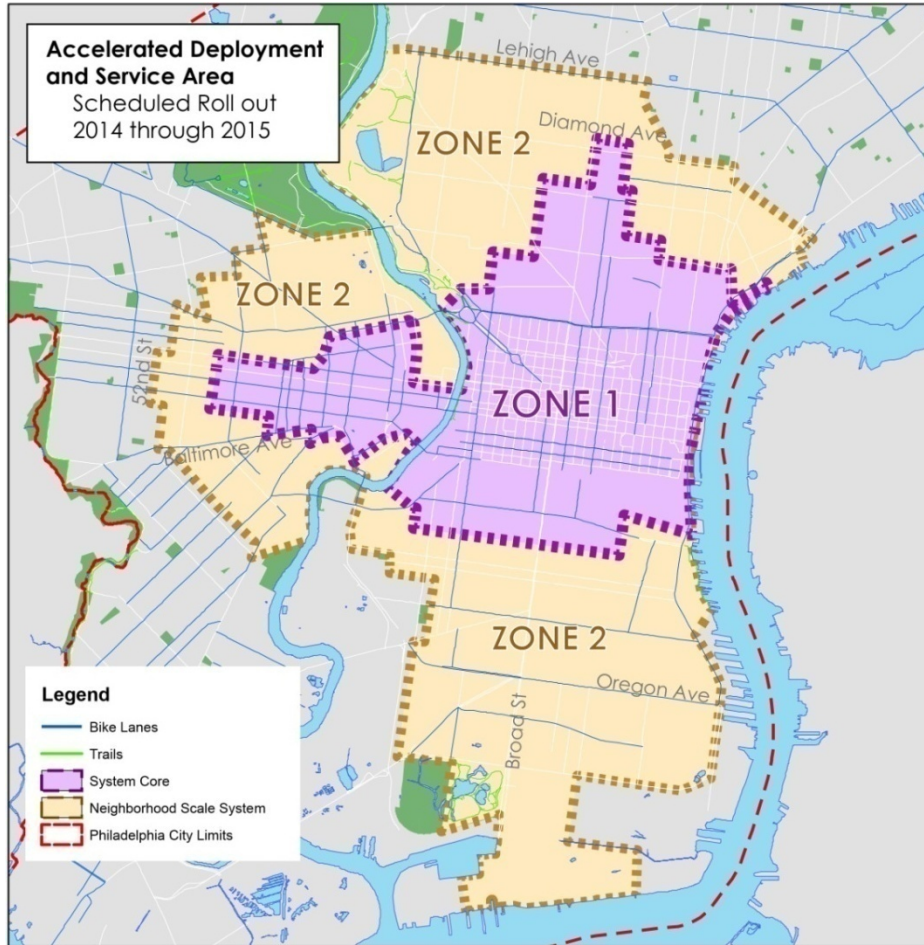 Accelerated Deployment
and Service Area
Scheduled Roll out
2014 through 2015
Lehigh Ave
Diamond Ave
ZONE 2
ZONE 2
52nd St
ZONE 1
Baltimore Ave
ZONE 2
Oregon Ave
Broad St
Legend
Bike Lanes
Trails
System Core
Neighborhood Scale System
Philadelphia City Limits